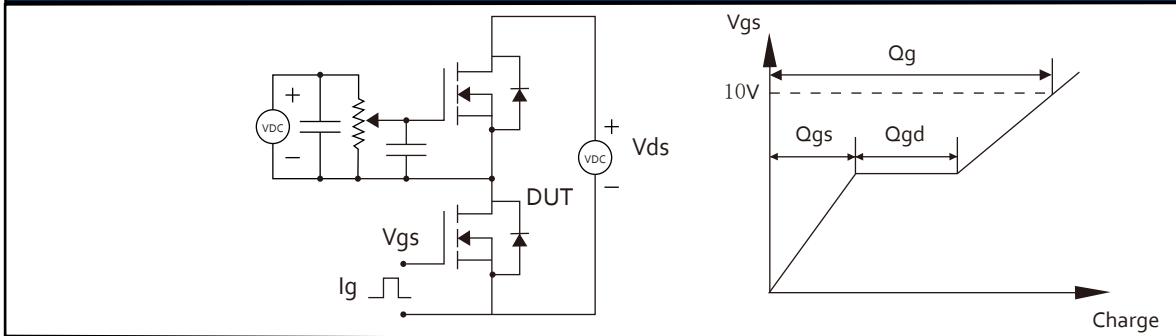 VDC
+
−
Vgs
Ig
DUT
VDC
+
−
Vds
Vgs
Qg
10V
Qgs
Qgd
Charge